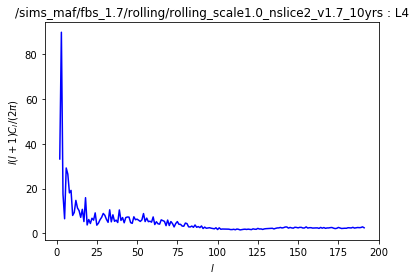 /sims_maf/fbs_1.7/rolling/rolling_scale1.0_nslice2_v1.7_10yrs : L4
80
60
40
20
0
l(l + 1)Cₗ/(2π)
0 25 50 75 100 125 150 175 200
l